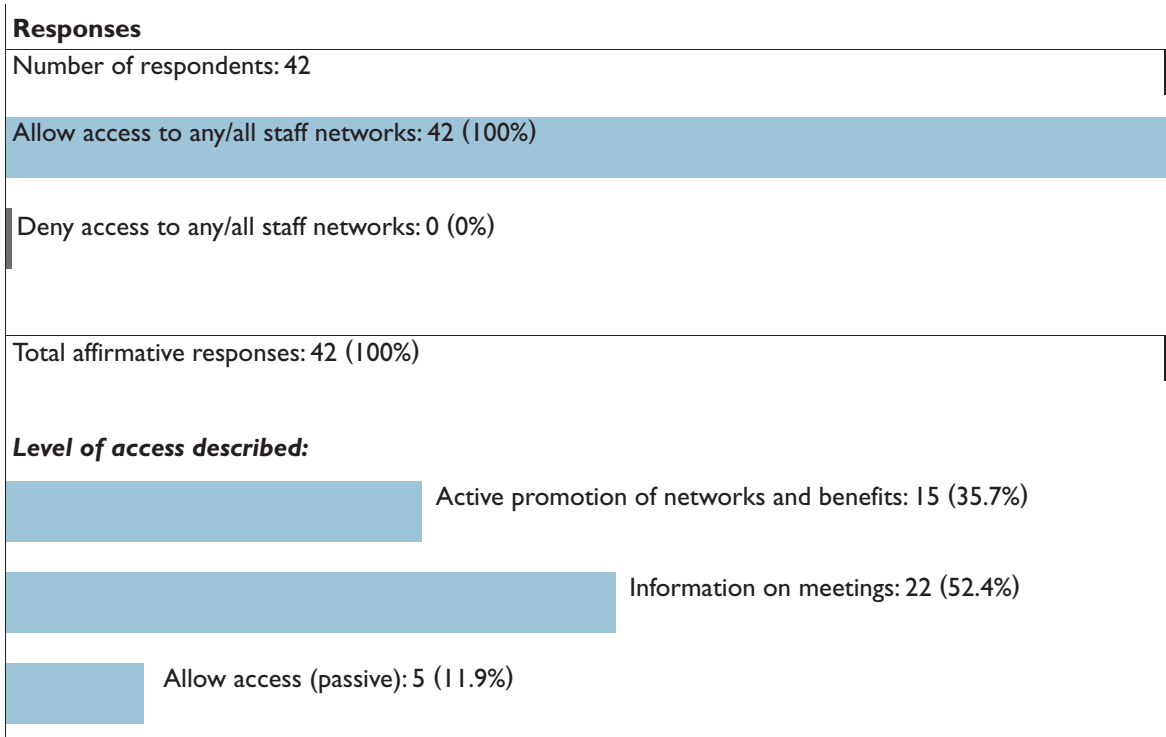 Responses
Number of respondents: 42
Allow access to any/all staff networks: 42 (100%)
Deny access to any/all staff networks: 0 (0%)
Total affirmative responses: 42 (100%)
Level of access described:
Active promotion of networks and benefits: 15 (35.7%)
Information on meetings: 22 (52.4%)
Allow access (passive): 5 (11.9%)